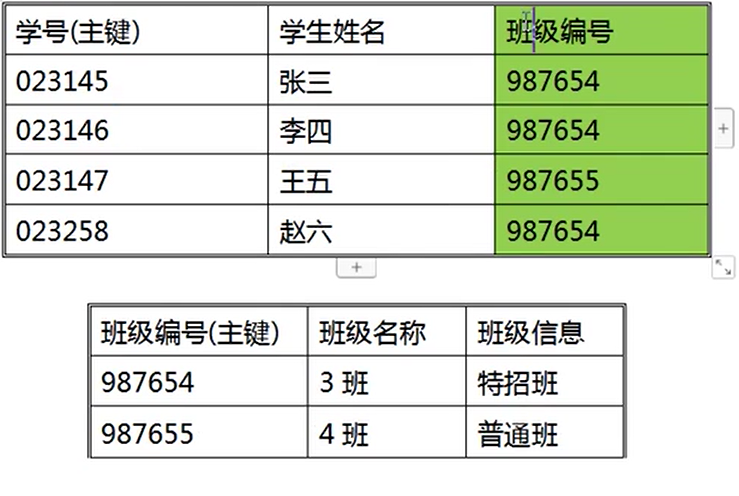 学号(主键) 学生姓名 班级编号
023145 张三 987654
023146 李四 987654
023147 王五 987655
023258 赵六 987654
班级编号(主键) 班级名称 班级信息
987654 3班 特招班
987655 4班 普通班